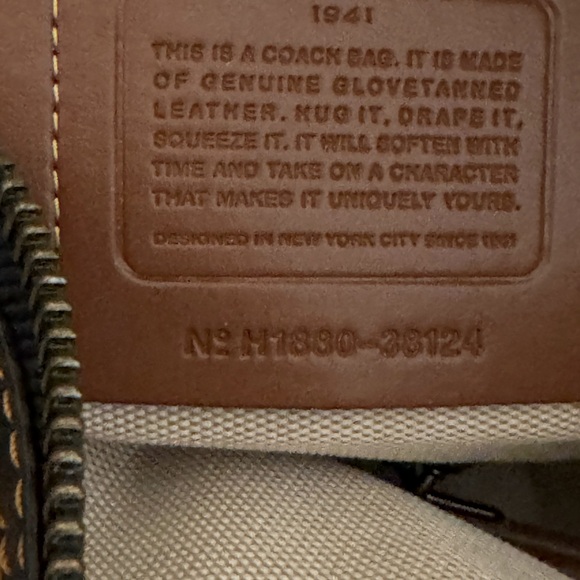 1941
THIS IS A COACH BAG. IT IS MADE
OF GENUINE GLOVETANNED
LEATHER. HUG IT, DRAPE IT,
SQUEEZE IT. IT WILL SOFTEN WITH
TIME AND TAKE ON A CHARACTER
THAT MAKES IT UNIQUELY YOURS.
DESIGNED IN NEW YORK CITY SINCE 1941
Nº H1880-38124